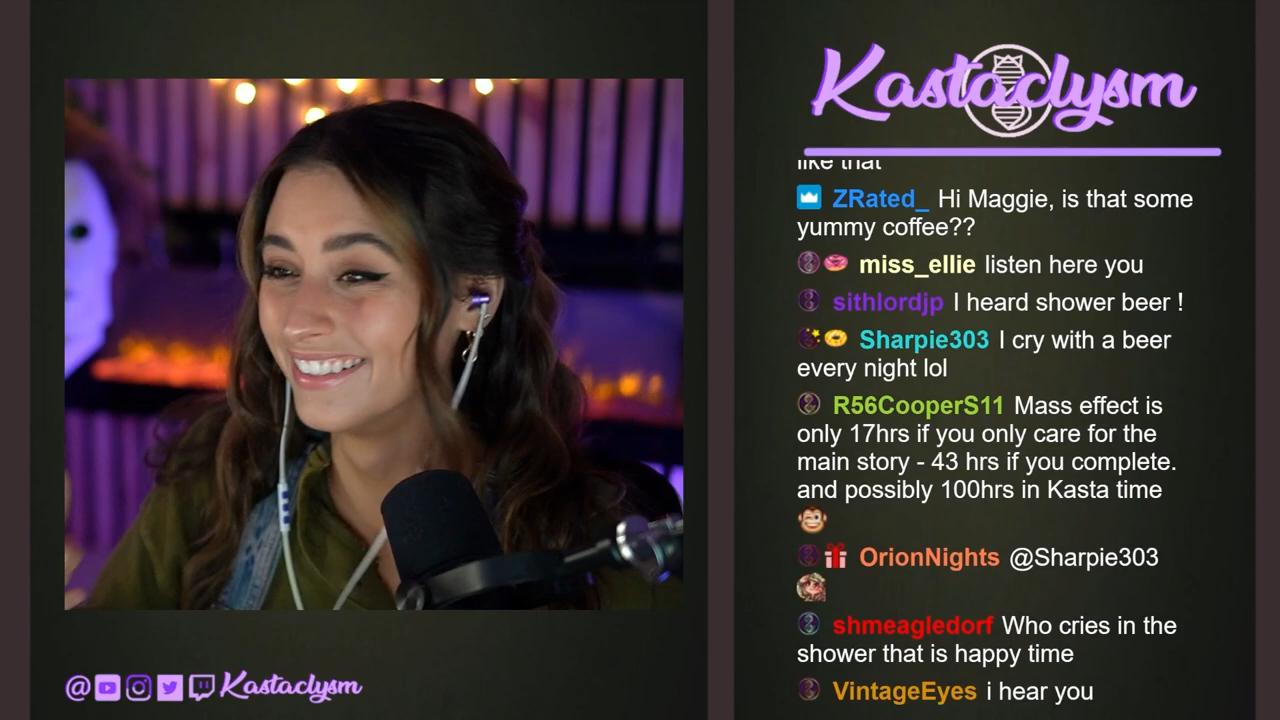 Kastaclysm
like that
ZRated_ Hi Maggie, is that some
yummy coffee??
miss_ellie listen here you
sithlordjp I heard shower beer !
Sharpie303 I cry with a beer
every night lol
R56CooperS11 Mass effect is
only 17hrs if you only care for the
main story - 43 hrs if you complete.
and possibly 100hrs in Kasta time
OrionNights @Sharpie303
shmeagledorf Who cries in the
shower that is happy time
VintageEyes i hear you
@ Kastaclysm